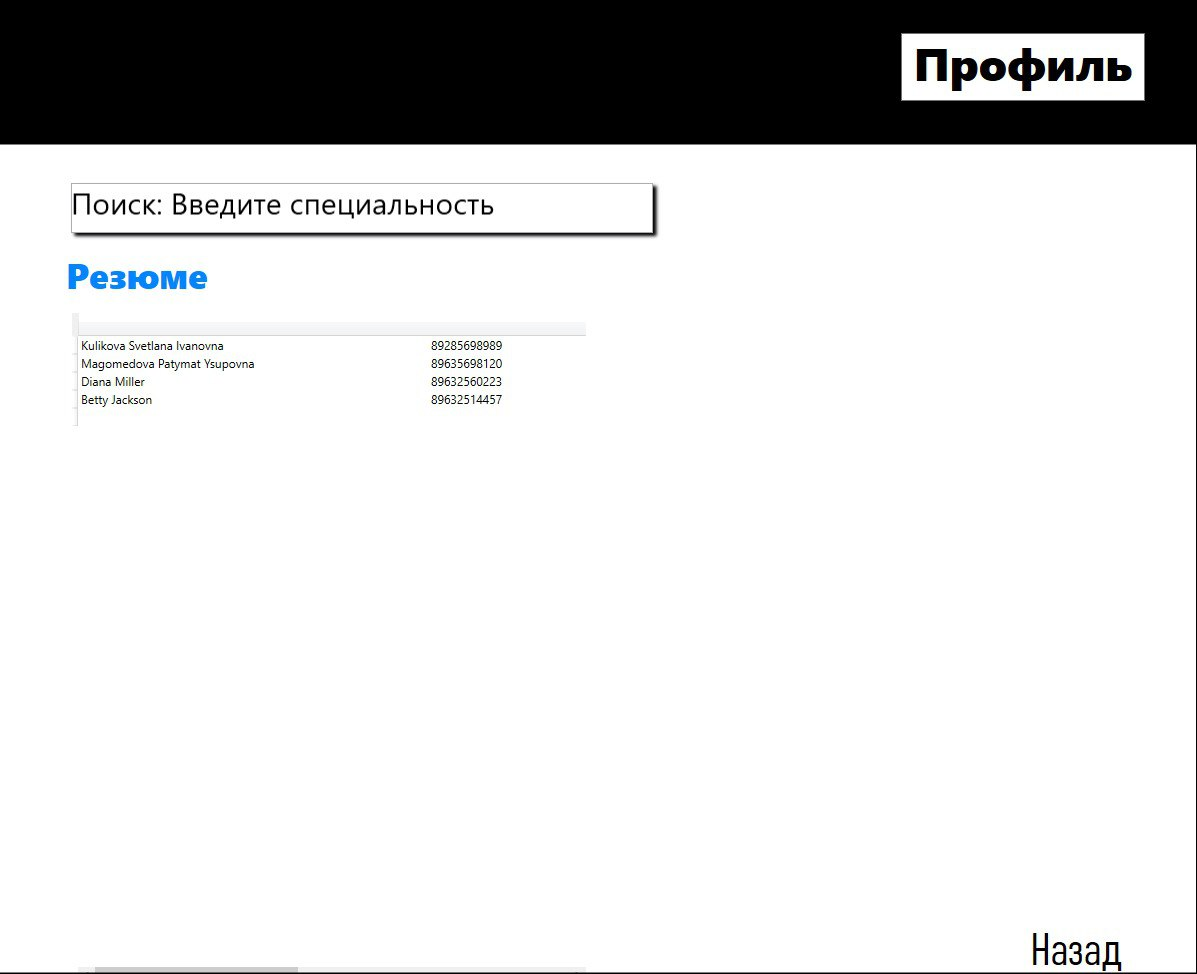 Профиль
Поиск: Введите специальность
Резюме
Kulikova Svetlana Ivanovna 89285698989
Magomedova Patymat Ysupovna 89635698120
Diana Miller 89632560223
Betty Jackson 89632514457
Назад